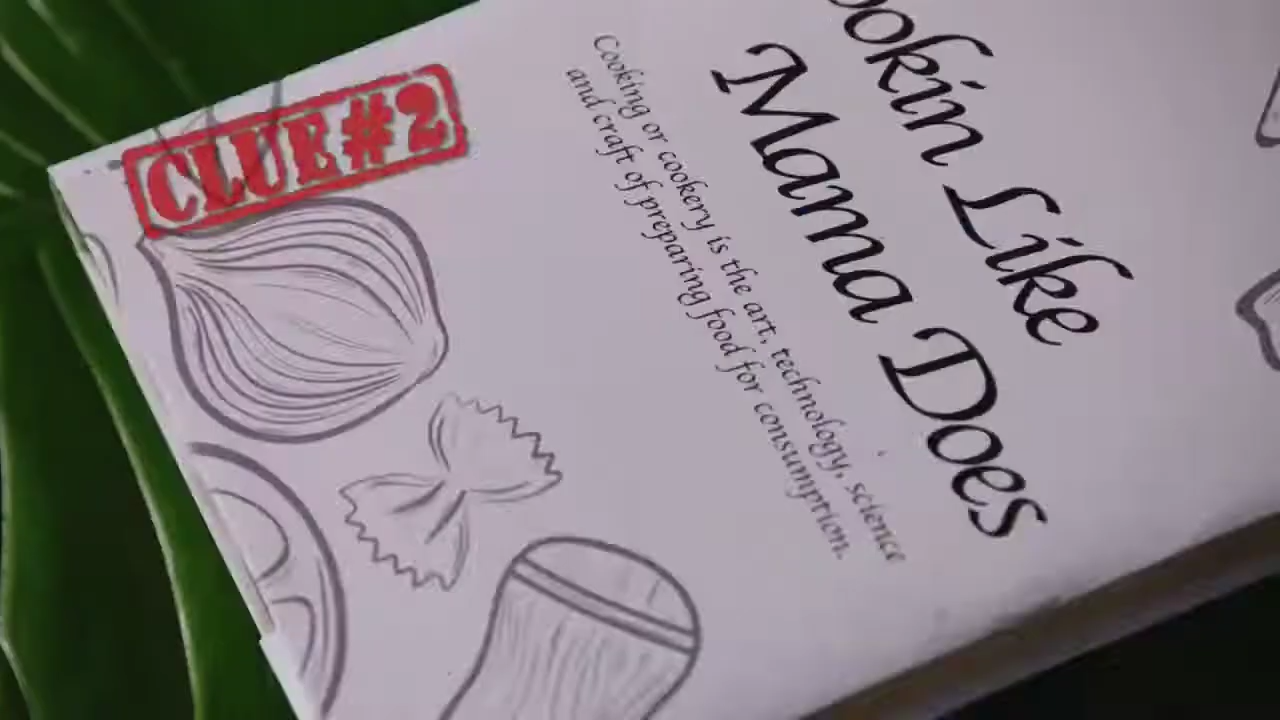 CLUE#2
ookin Like
Mama Does
Cooking or cookery is the art, technology, science
and craft of preparing food for consumption.